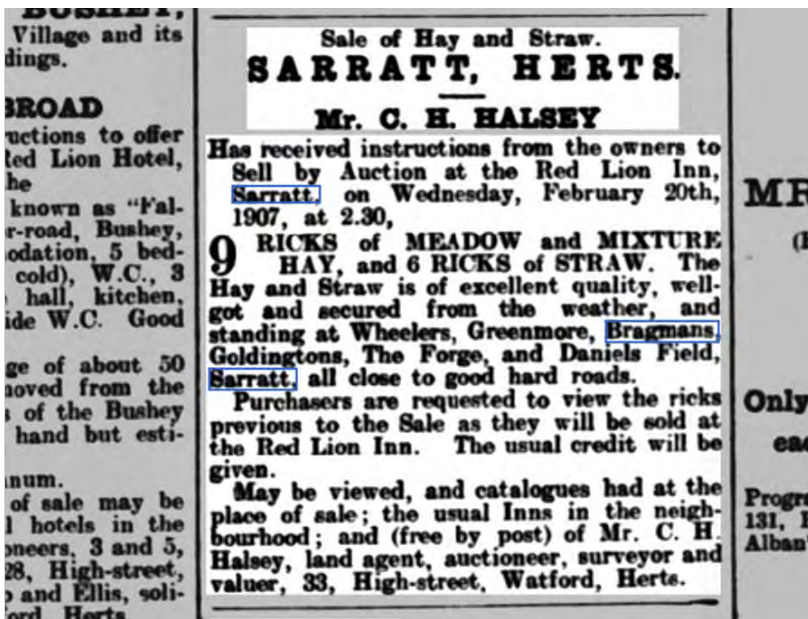 BUSHEY,
Village and its
dings.
BROAD
ructions to offer
Red Lion Hotel,
he
known as "Fal-
r-road, Bushey,
odation, 5 bed-
cold), W.C., 3
hall, kitchen,
ide W.C. Good
ge of about 50
moved from the
s of the Bushey
hand but esti-
num.
of sale may be
l hotels in the
oneers, 3 and 5,
28, High-street,
and Ellis, soli-
ford, Herts.
Sale of Hay and Straw.
SARRATT, HERTS.
Mr. C. H. HALSEY
Has received instructions from the owners to
Sell by Auction at the Red Lion Inn,
Sarratt, on Wednesday, February 20th,
1907, at 2.30,
9 RICKS of MEADOW and MIXTURE
HAY, and 6 RICKS of STRAW. The
Hay and Straw is of excellent quality, well-
got and secured from the weather, and
standing at Wheelers, Greenmore, Bragmans,
Goldingtons, The Forge, and Daniels Field,
Sarratt, all close to good hard roads.
Purchasers are requested to view the ricks
previous to the Sale as they will be sold at
the Red Lion Inn. The usual credit will be
given.
May be viewed, and catalogues had at the
place of sale; the usual Inns in the neigh-
bourhood; and (free by post) of Mr. C. H.
Halsey, land agent, auctioneer, surveyor and
valuer, 33, High-street, Watford, Herts.
Only
Progr
131,
Alban'